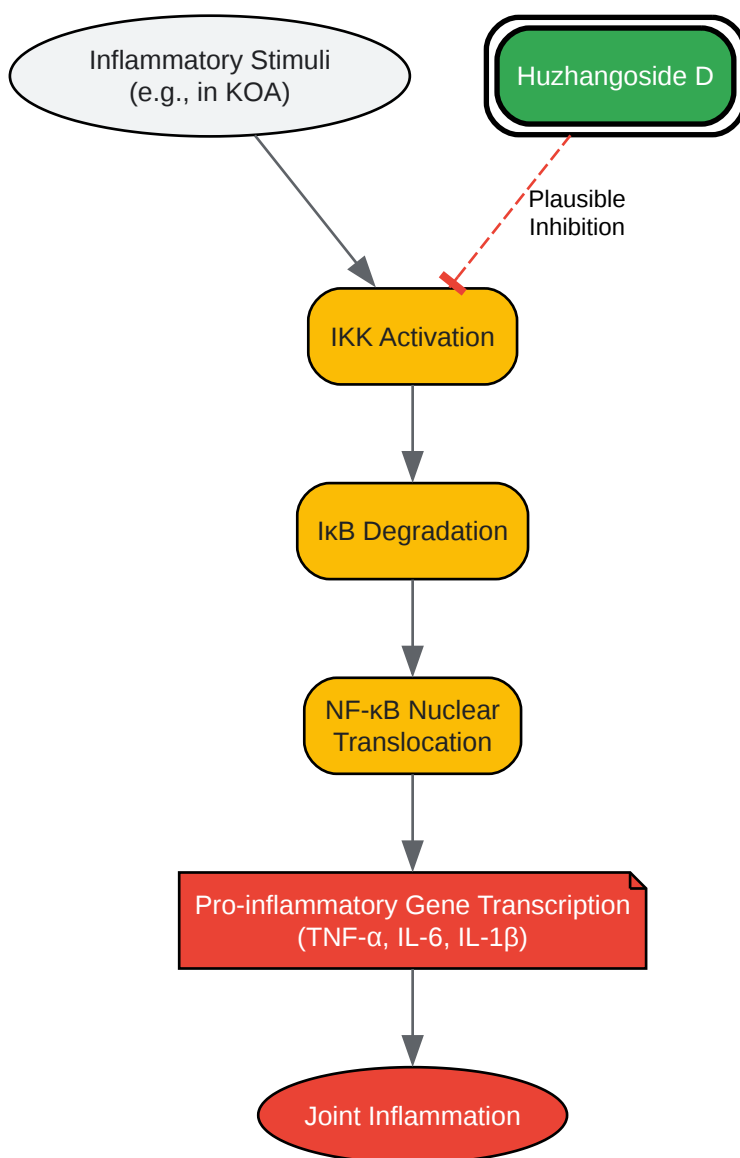 Inflammatory Stimuli
(e.g., in KOA)
Huzhangoside D
Plausible
Inhibition
IKK Activation
IκB Degradation
NF-κB Nuclear
Translocation
Pro-inflammatory Gene Transcription
(TNF-α, IL-6, IL-1β)
Joint Inflammation